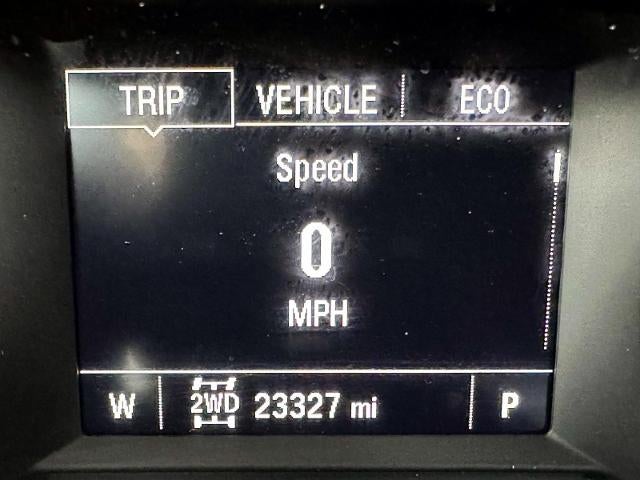 TRIP VEHICLE ECO
Speed
0
MPH
W 2WD 23327 mi P